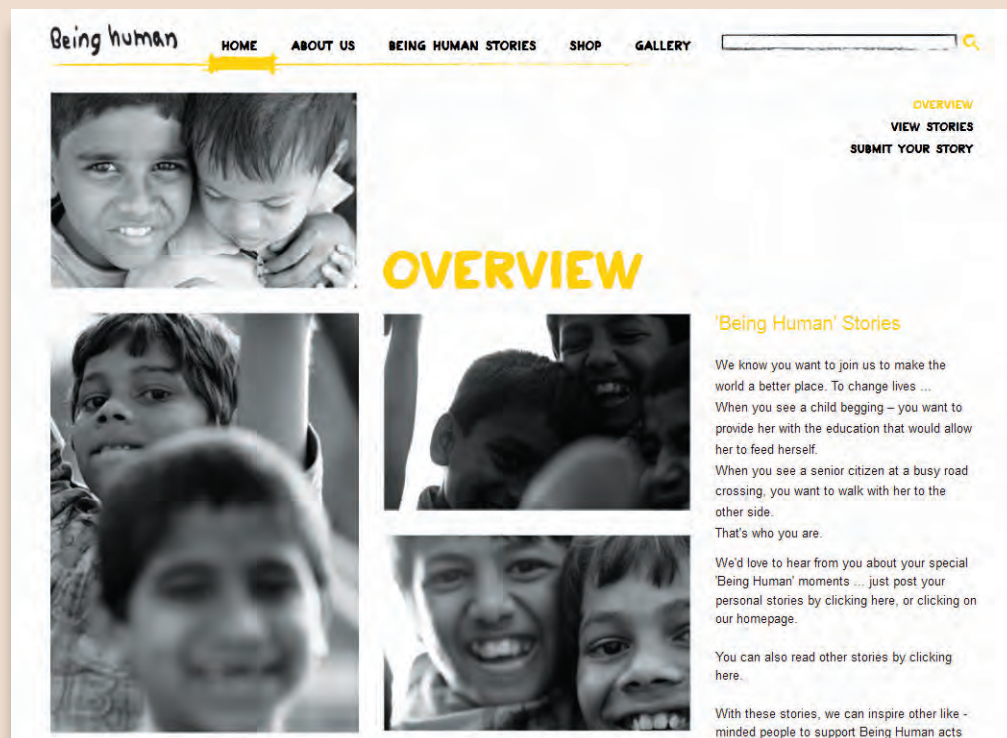 Being human
HOME ABOUT US BEING HUMAN STORIES SHOP GALLERY
OVERVIEW
VIEW STORIES
SUBMIT YOUR STORY
OVERVIEW
'Being Human' Stories
We know you want to join us to make the
world a better place. To change lives ...
When you see a child begging – you want to
provide her with the education that would allow
her to feed herself.
When you see a senior citizen at a busy road
crossing, you want to walk with her to the
other side.
That's who you are.
We'd love to hear from you about your special
'Being Human' moments ... just post your
personal stories by clicking here, or clicking on
our homepage.
You can also read other stories by clicking
here.
With these stories, we can inspire other like -
minded people to support Being Human acts